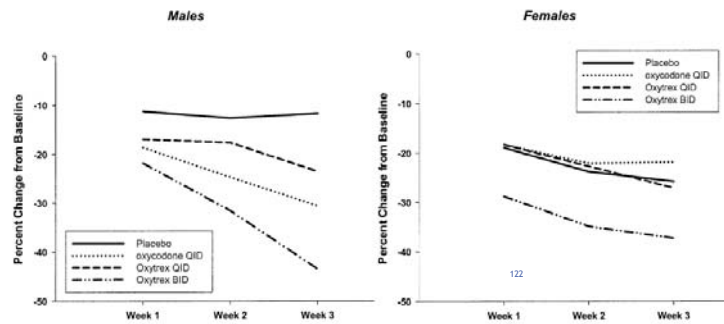 Males
Percent Change from Baseline
0
-10
-20
-30
-40
-50
Placebo
oxycodone QID
Oxytrex QID
Oxytrex BID
Week 1
Week 2
Week 3
Females
Percent Change from Baseline
0
-10
-20
-30
-40
-50
Placebo
oxycodone QID
Oxytrex QID
Oxytrex BID
122
Week 1
Week 2
Week 3